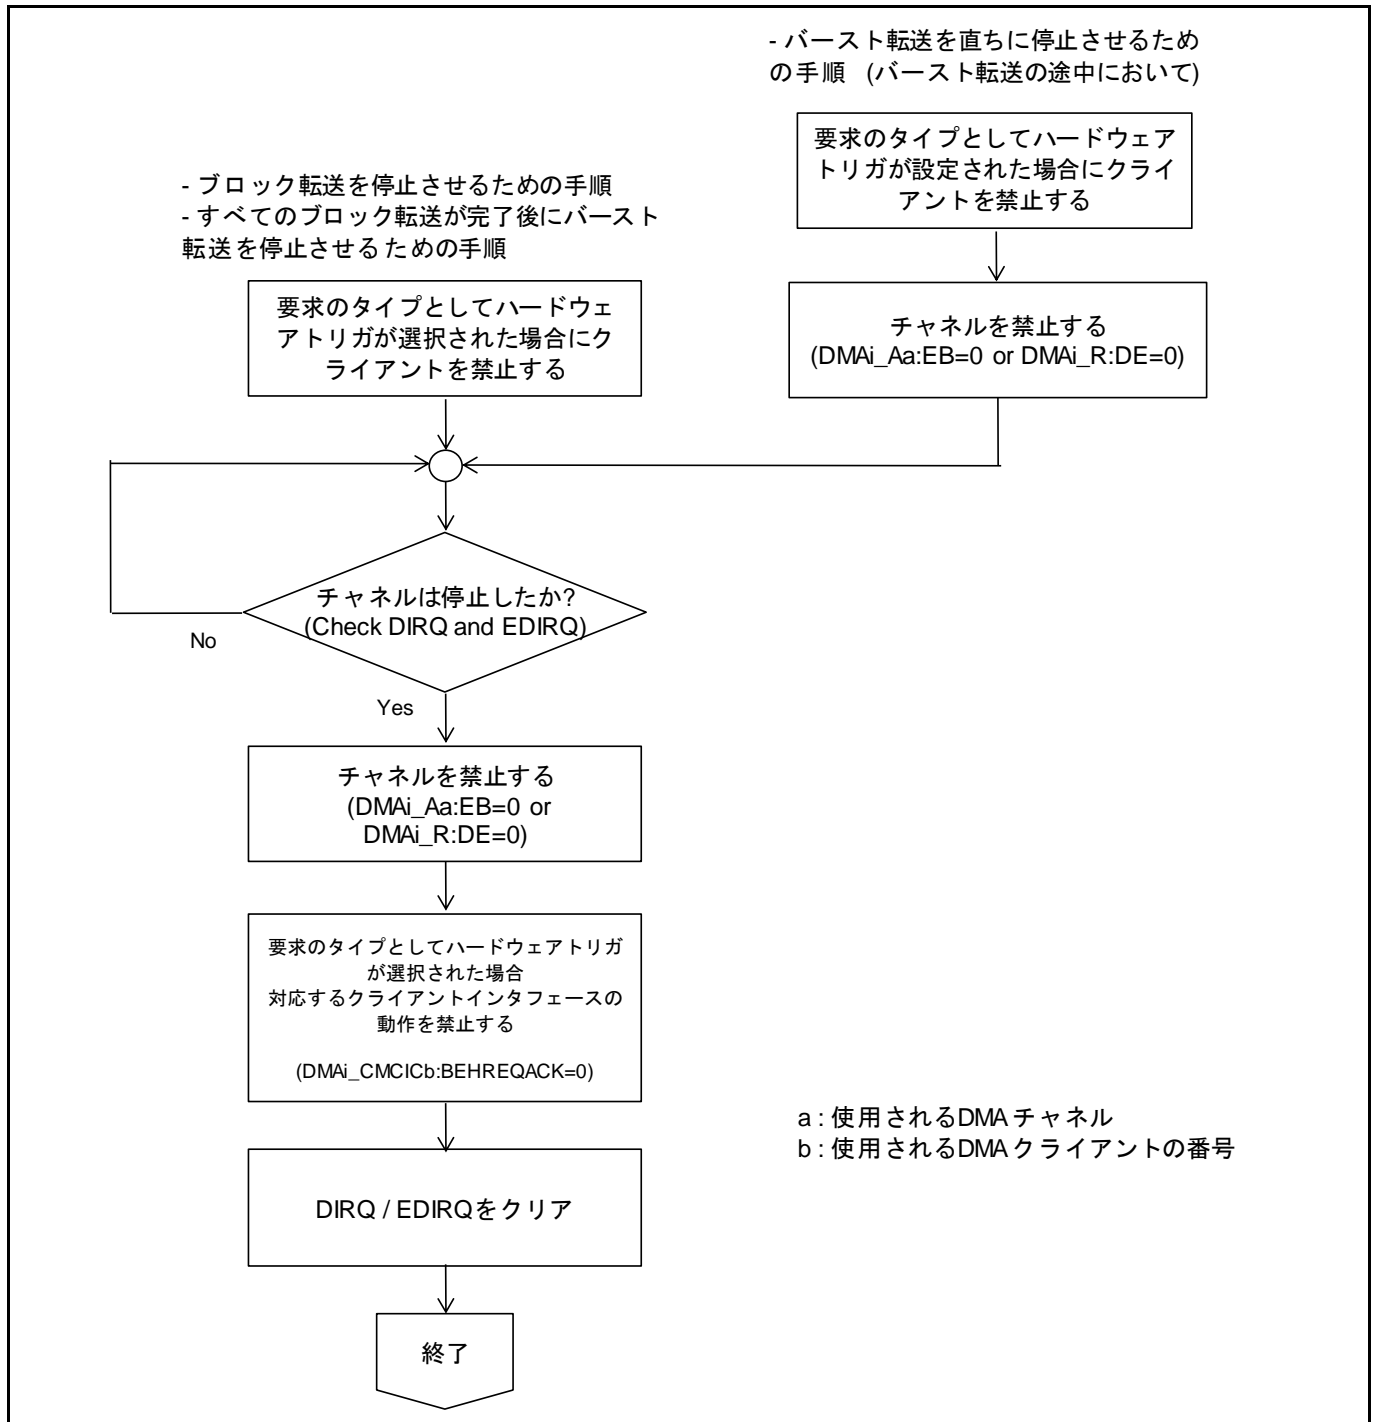 - バースト転送を直ちに停止させるため
の手順 (バースト転送の途中において)
要求のタイプとしてハードウェア
トリガが設定された場合にクライ
アントを禁止する
チャネルを禁止する
(DMAi_Aa:EB=0 or DMAi_R:DE=0)
- ブロック転送を停止させるための手順
- すべてのブロック転送が完了後にバースト
転送を停止させるための手順
要求のタイプとしてハードウェ
アトリガが選択された場合にク
ライアントを禁止する
チャネルは停止したか?
(Check DIRQ and EDIRQ)
No
Yes
チャネルを禁止する
(DMAi_Aa:EB=0 or
DMAi_R:DE=0)
要求のタイプとしてハードウェアトリガ
が選択された場合
対応するクライアントインタフェースの
動作を禁止する
(DMAi_CMCICb:BEHREQACK=0)
a : 使用されるDMAチャネル
b : 使用されるDMAクライアントの番号
DIRQ / EDIRQをクリア
終了